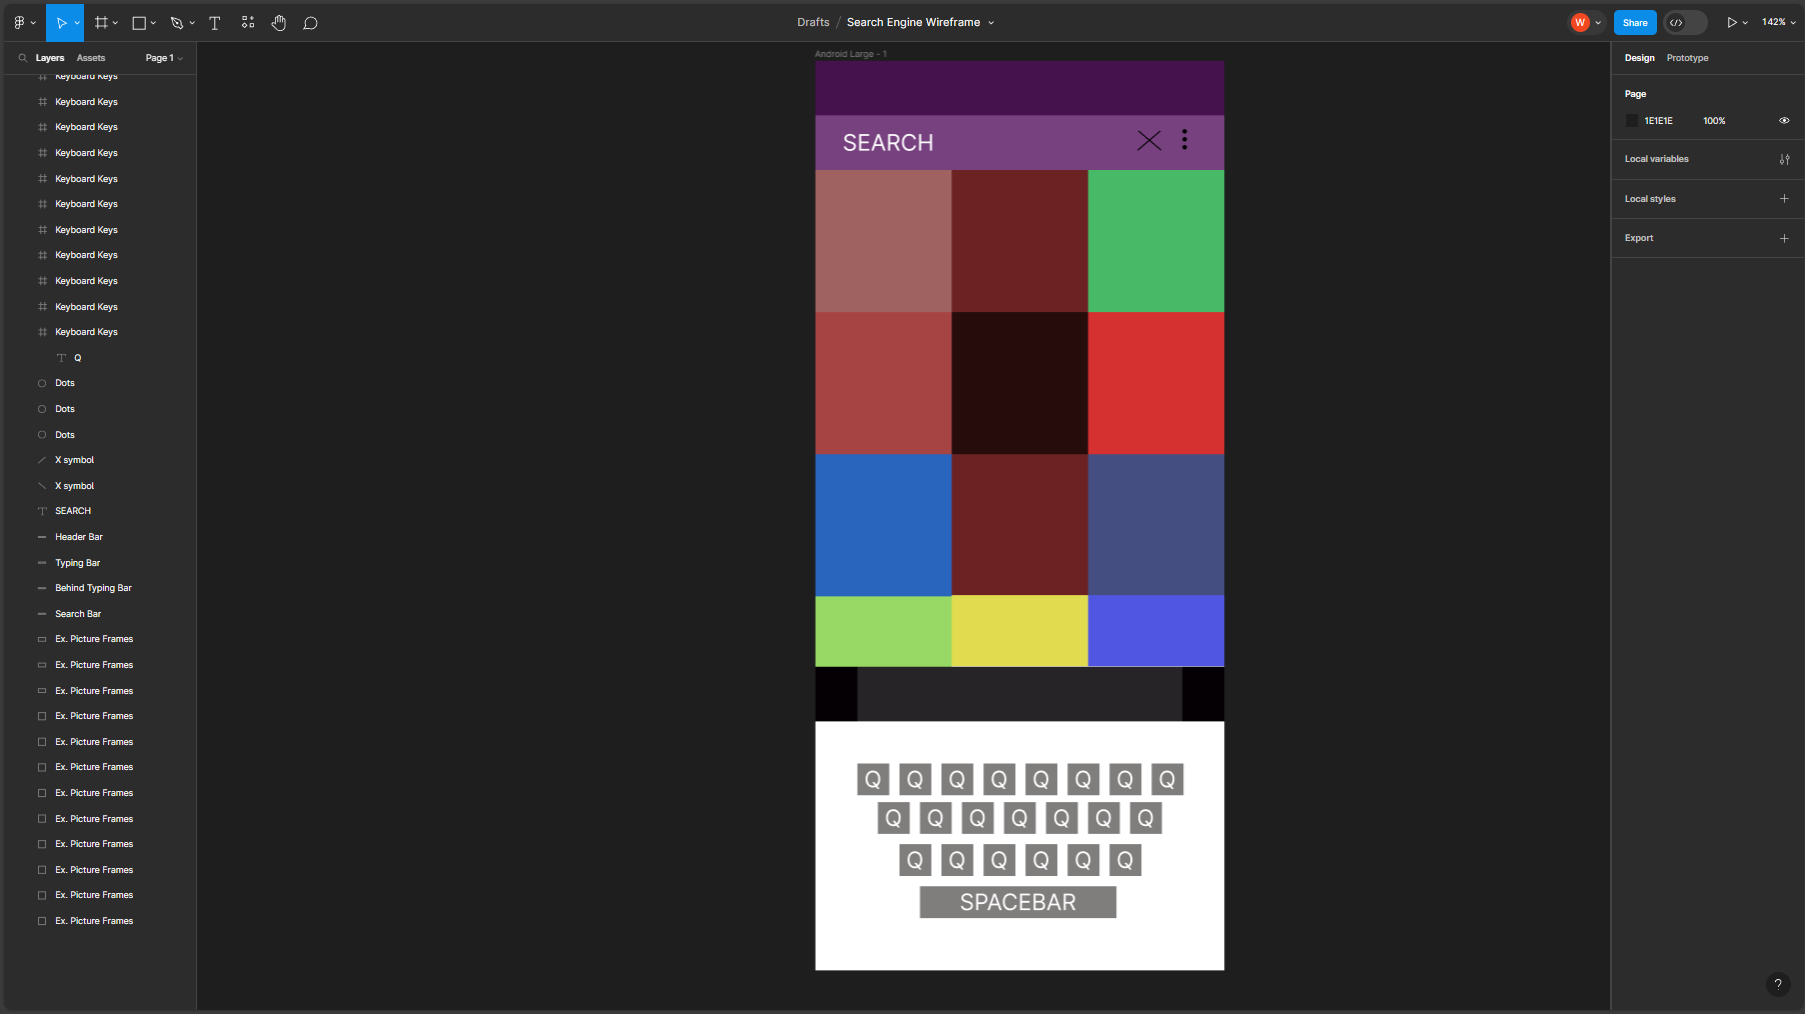 Drafts / Search Engine Wireframe
W
Share
142%
Layers
Assets
Page 1
Keyboard Keys
Keyboard Keys
Keyboard Keys
Keyboard Keys
Keyboard Keys
Keyboard Keys
Keyboard Keys
Keyboard Keys
Keyboard Keys
Keyboard Keys
Keyboard Keys
Q
Dots
Dots
Dots
X symbol
X symbol
SEARCH
Header Bar
Typing Bar
Behind Typing Bar
Search Bar
Ex. Picture Frames
Ex. Picture Frames
Ex. Picture Frames
Ex. Picture Frames
Ex. Picture Frames
Ex. Picture Frames
Ex. Picture Frames
Ex. Picture Frames
Ex. Picture Frames
Ex. Picture Frames
Ex. Picture Frames
Ex. Picture Frames
Android Large - 1
SEARCH
Q Q Q Q Q Q Q Q
Q Q Q Q Q Q Q
Q Q Q Q Q Q
SPACEBAR
Design
Prototype
Page
1E1E1E 100%
Local variables
Local styles
Export
?